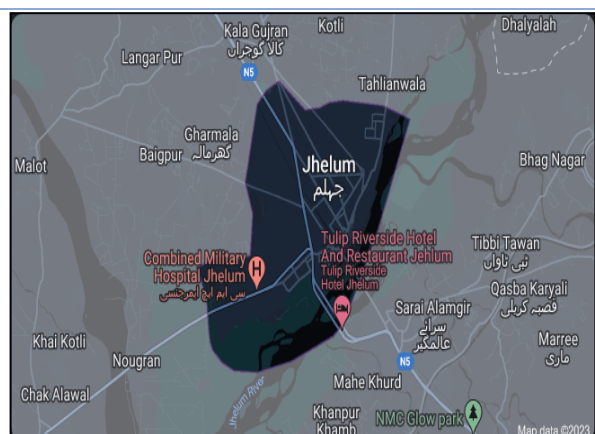 Kala Gujran
کالا گوجراں
Kotli
Dhalyalah
Langar Pur
N5
Tahlianwala
Gharmala
گھرمالہ
Baigpur
Malot
Jhelum
جہلم
Bhag Nagar
Tulip Riverside Hotel
And Restaurant Jehlum
Tulip Riverside
Hotel Jhelum
Combined Military
Hospital Jhelum
سی ایم ایچ ایمرجنسی
H
Tibbi Tawan
ٹبی ٹاواں
Qasba Karyali
قصبہ کریلی
Sarai Alamgir
سرائے
عالمگیر
Marree
ماری
Khai Kotli
Nougran
N5
Chak Alawal
Mahe Khurd
Jhelum River
Khanpur
Khamb
NMC Glow park
Map data ©2023